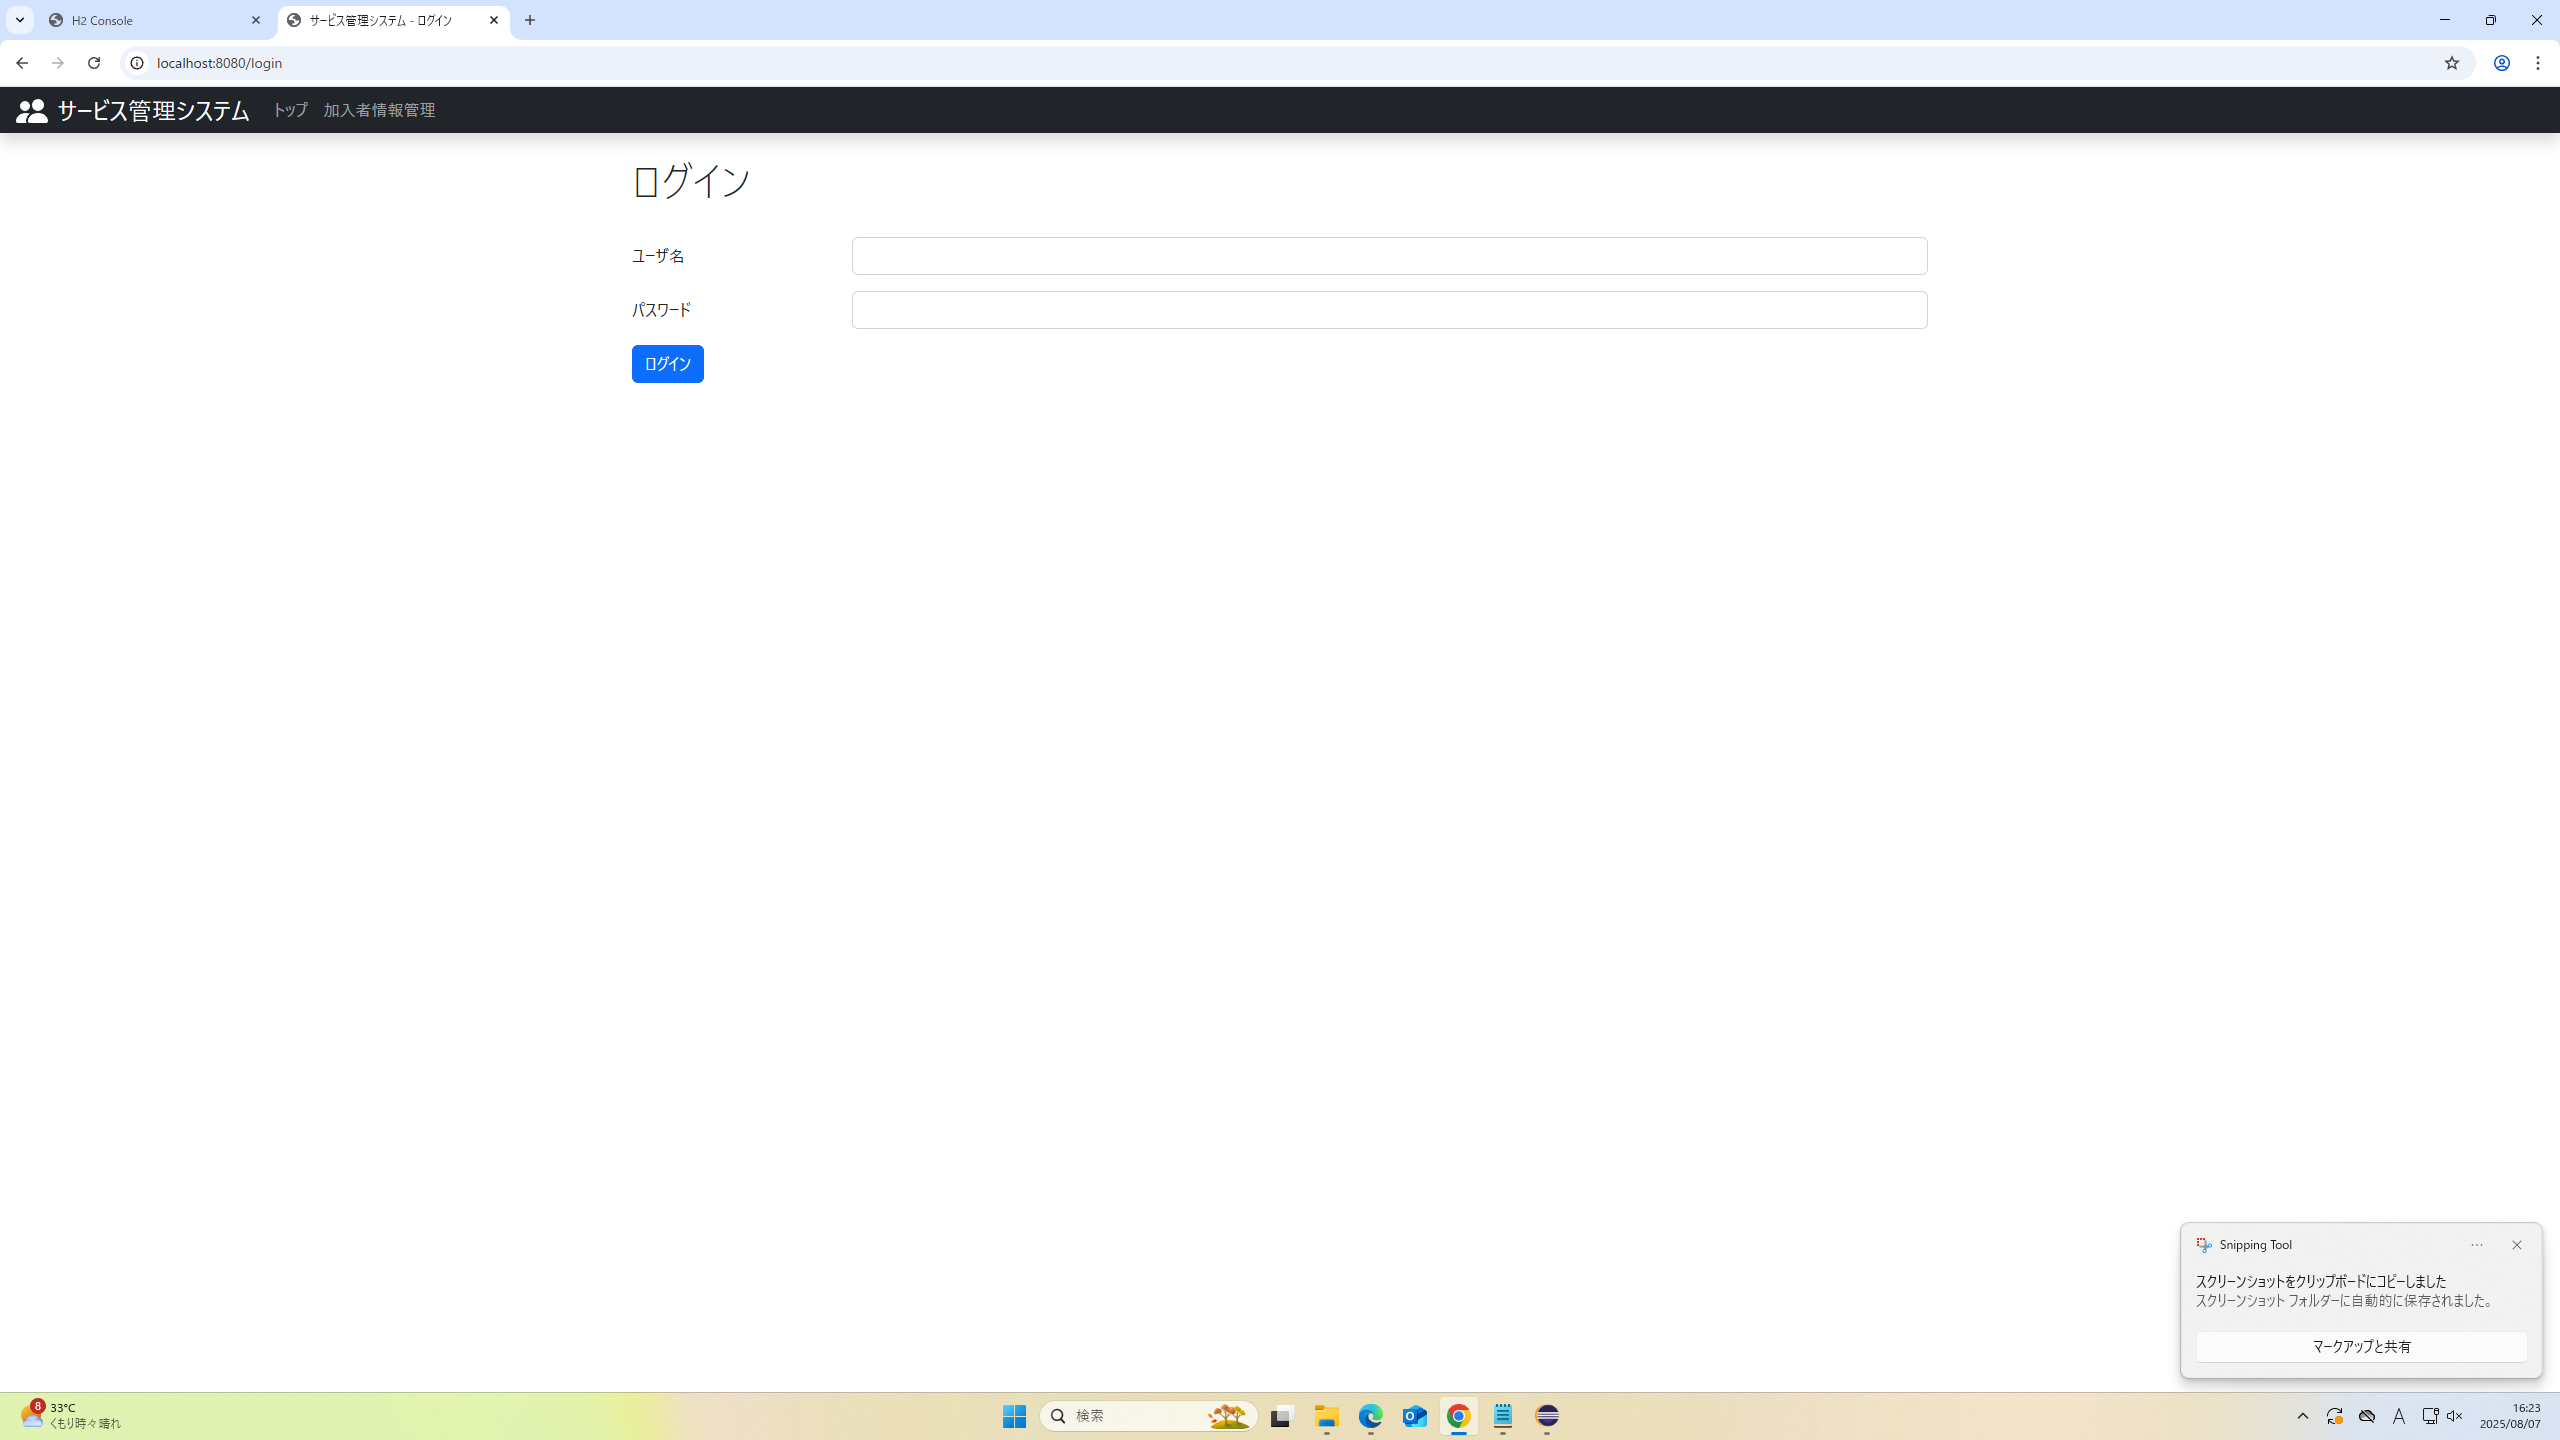 H2 Console
サービス管理システム - ログイン
localhost:8080/login
サービス管理システム トップ 加入者情報管理
ログイン
ユーザ名
パスワード
ログイン
Snipping Tool
スクリーンショットをクリップボードにコピーしました
スクリーンショット フォルダーに自動的に保存されました。
マークアップと共有
8
33°C
くもり時々晴れ
検索
A
16:23
2025/08/07